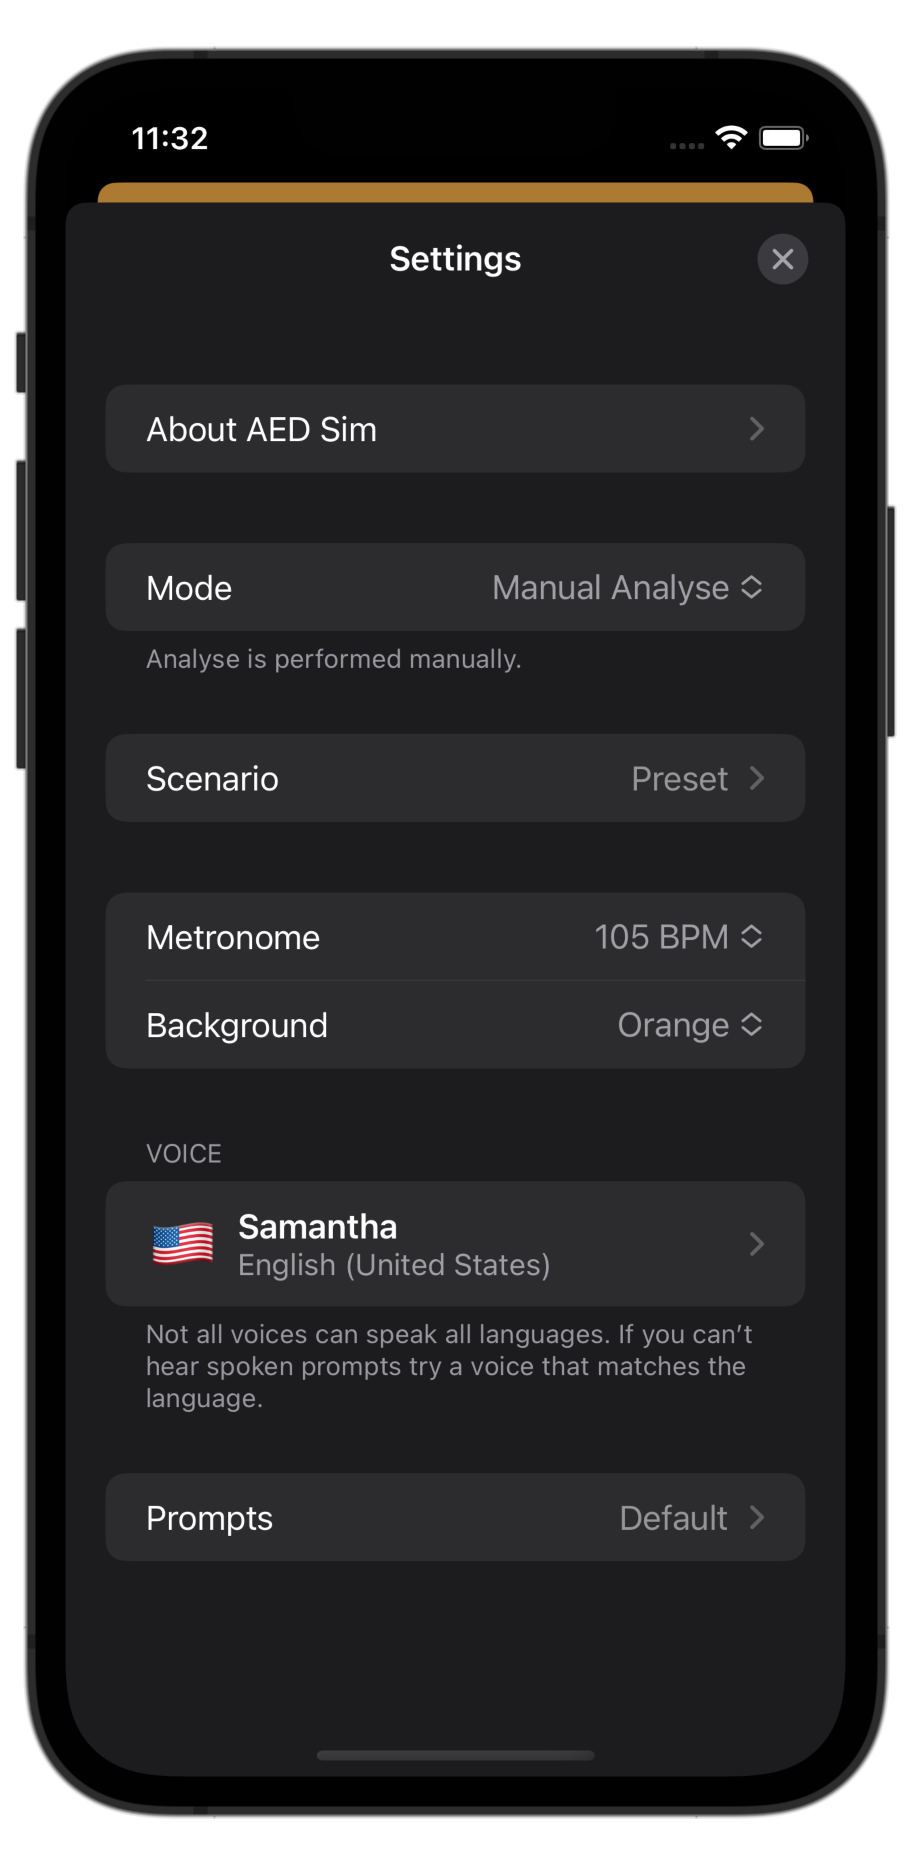 11:32
Settings
About AED Sim
Mode Manual Analyse
Analyse is performed manually.
Scenario Preset
Metronome 105 BPM
Background Orange
VOICE
Samantha
English (United States)
Not all voices can speak all languages. If you can’t
hear spoken prompts try a voice that matches the
language.
Prompts Default